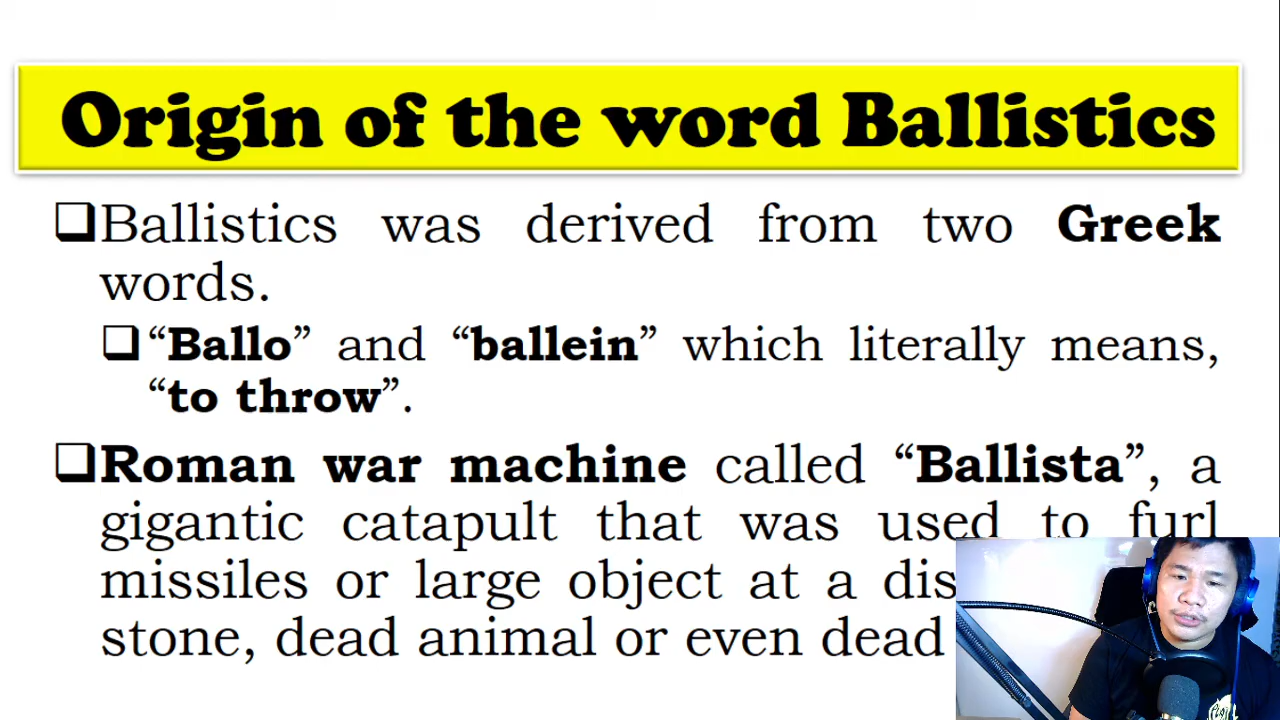 Origin of the word Ballistics
❑Ballistics was derived from two Greek
words.
❑“Ballo” and “ballein” which literally means,
“to throw”.
❑Roman war machine called “Ballista”, a
gigantic catapult that was used to furl
missiles or large object at a dis
stone, dead animal or even dead